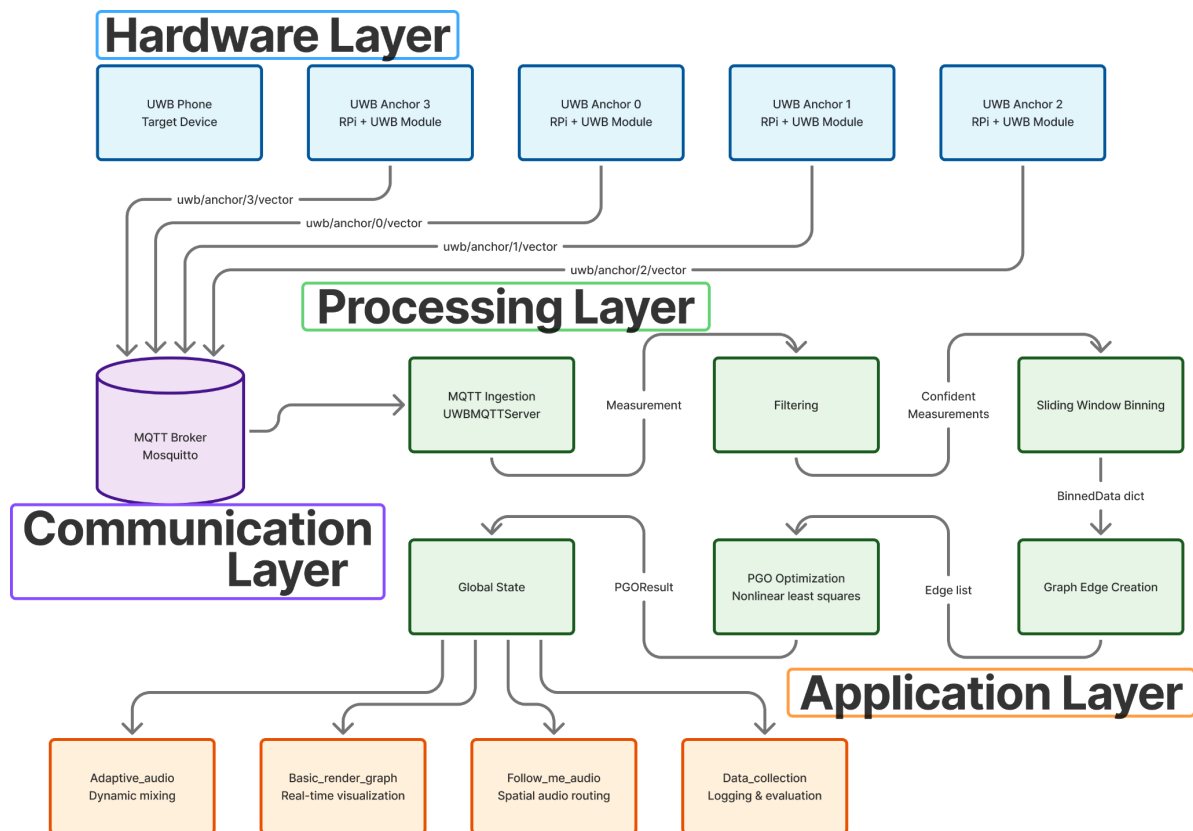 Hardware Layer
UWB Phone
Target Device
UWB Anchor 3
RPi + UWB Module
UWB Anchor 0
RPi + UWB Module
UWB Anchor 1
RPi + UWB Module
UWB Anchor 2
RPi + UWB Module
uwb/anchor/3/vector
uwb/anchor/0/vector
uwb/anchor/1/vector
uwb/anchor/2/vector
Processing Layer
MQTT Broker
Mosquitto
MQTT Ingestion
UWBMQTTServer
Measurement
Filtering
Confident
Measurements
Sliding Window Binning
BinnedData dict
Communication
Layer
Global State
PGOResult
PGO Optimization
Nonlinear least squares
Edge list
Graph Edge Creation
Application Layer
Adaptive_audio
Dynamic mixing
Basic_render_graph
Real-time visualization
Follow_me_audio
Spatial audio routing
Data_collection
Logging & evaluation